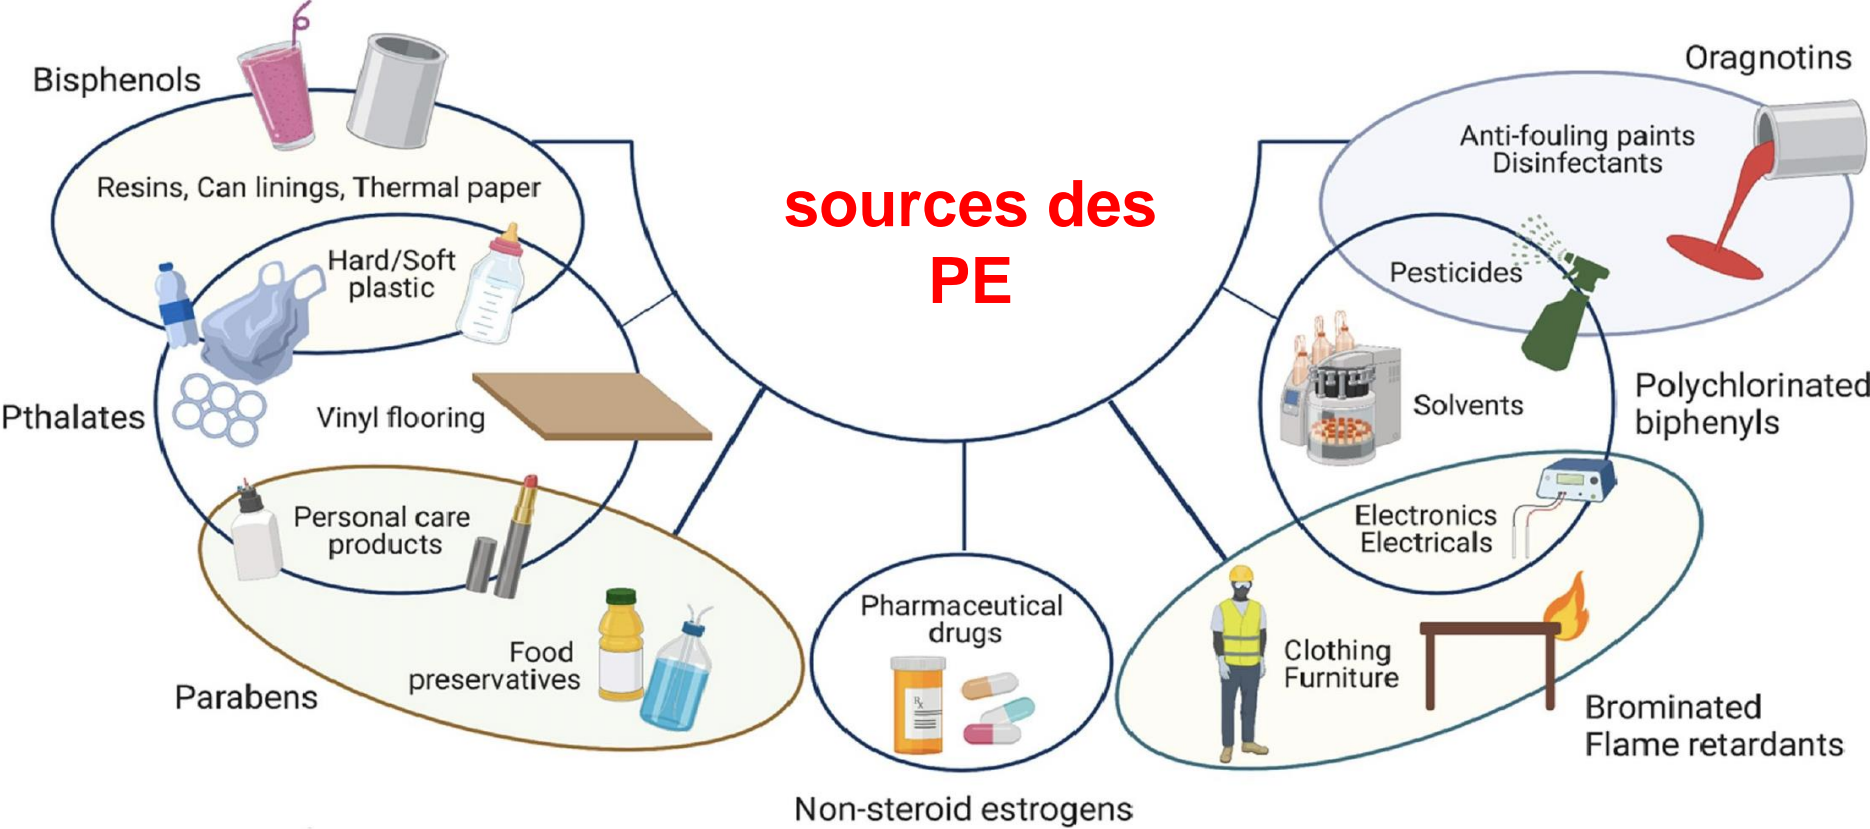 Bisphenols
Resins, Can linings, Thermal paper
Hard/Soft
plastic
Pthalates
Vinyl flooring
Personal care
products
Food
preservatives
Parabens
sources des
PE
Pharmaceutical
drugs
Rx
Non-steroid estrogens
Oragnotins
Anti-fouling paints
Disinfectants
Pesticides
Solvents
Polychlorinated
biphenyls
Electronics
Electricals
Clothing
Furniture
Brominated
Flame retardants